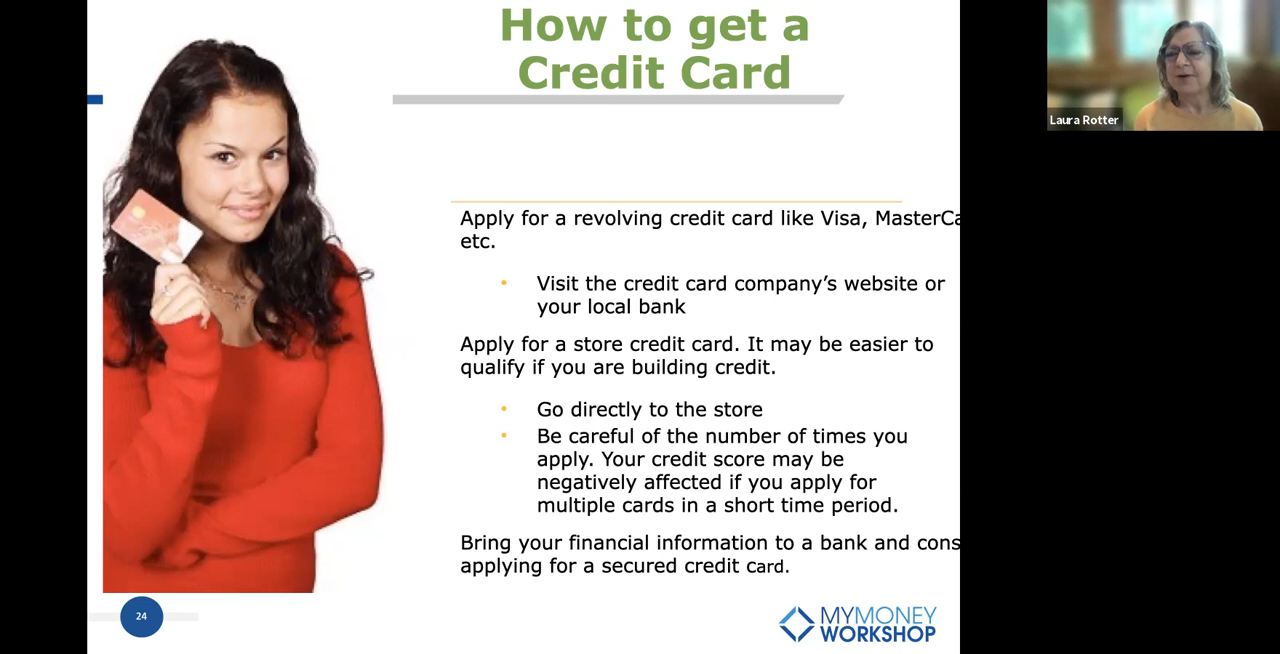 How to get a
Credit Card
Laura Rotter
Apply for a revolving credit card like Visa, MasterCa
etc.
• Visit the credit card company’s website or
your local bank
Apply for a store credit card. It may be easier to
qualify if you are building credit.
• Go directly to the store
• Be careful of the number of times you
apply. Your credit score may be
negatively affected if you apply for
multiple cards in a short time period.
Bring your financial information to a bank and cons
applying for a secured credit card.
24
MYMONEY
WORKSHOP